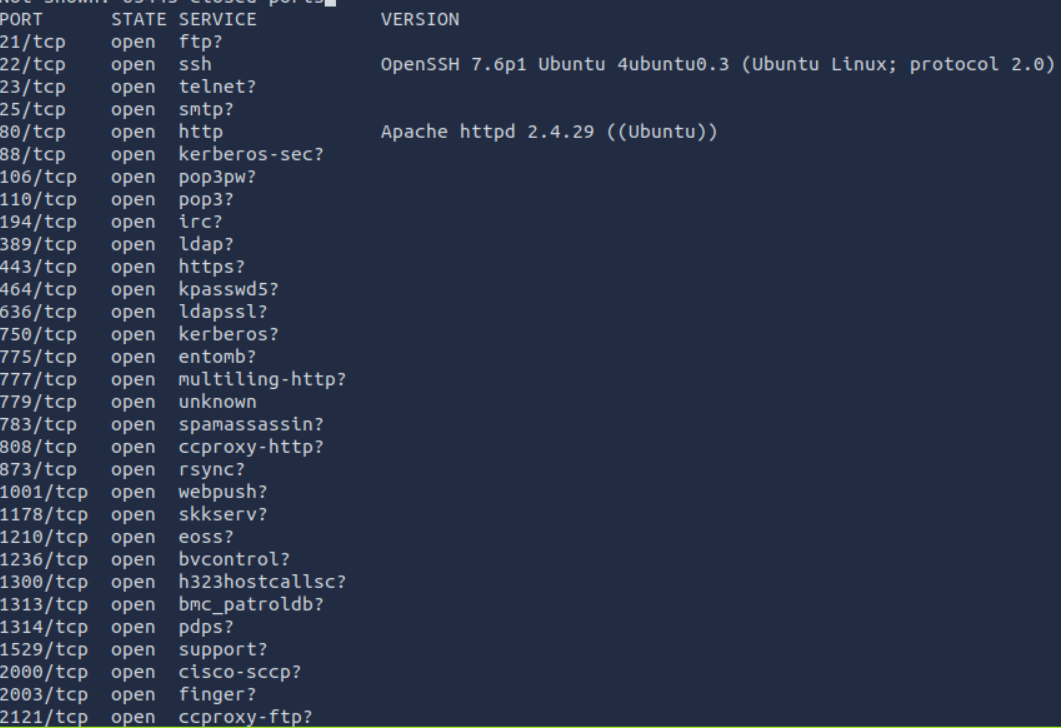 PORT STATE SERVICE VERSION
21/tcp open ftp?
22/tcp open ssh OpenSSH 7.6p1 Ubuntu 4ubuntu0.3 (Ubuntu Linux; protocol 2.0)
23/tcp open telnet?
25/tcp open smtp?
80/tcp open http Apache httpd 2.4.29 ((Ubuntu))
88/tcp open kerberos-sec?
106/tcp open pop3pw?
110/tcp open pop3?
194/tcp open irc?
389/tcp open ldap?
443/tcp open https?
464/tcp open kpasswd5?
636/tcp open ldapssl?
750/tcp open kerberos?
775/tcp open entomb?
777/tcp open multiling-http?
779/tcp open unknown
783/tcp open spamassassin?
808/tcp open ccproxy-http?
873/tcp open rsync?
1001/tcp open webpush?
1178/tcp open skkserv?
1210/tcp open eoss?
1236/tcp open bvcontrol?
1300/tcp open h323hostcallsc?
1313/tcp open bmc_patroldb?
1314/tcp open pdps?
1529/tcp open support?
2000/tcp open cisco-sccp?
2003/tcp open finger?
2121/tcp open ccproxy-ftp?